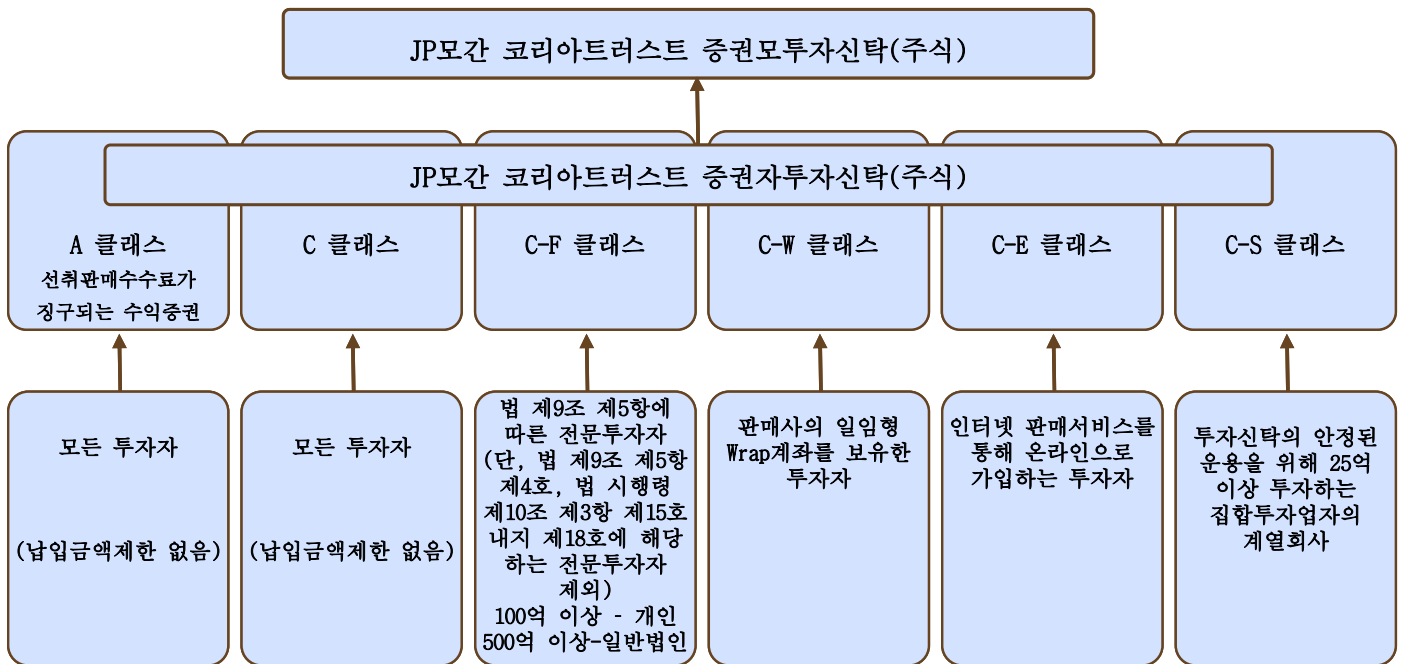 JP모간 코리아트러스트 증권모투자신탁(주식)
JP모간 코리아트러스트 증권자투자신탁(주식)
A 클래스
선취판매수수료가
징구되는 수익증권
C 클래스
C-F 클래스
C-W 클래스
C-E 클래스
C-S 클래스
모든 투자자
(납입금액제한 없음)
모든 투자자
(납입금액제한 없음)
법 제9조 제5항에
따른 전문투자자
(단, 법 제9조 제5항
제4호, 법 시행령
제10조 제3항 제15호
내지 제18호에 해당
하는 전문투자자
제외)
100억 이상 - 개인
500억 이상-일반법인
판매사의 일임형
Wrap계좌를 보유한
투자자
인터넷 판매서비스를
통해 온라인으로
가입하는 투자자
투자신탁의 안정된
운용을 위해 25억
이상 투자하는
집합투자업자의
계열회사